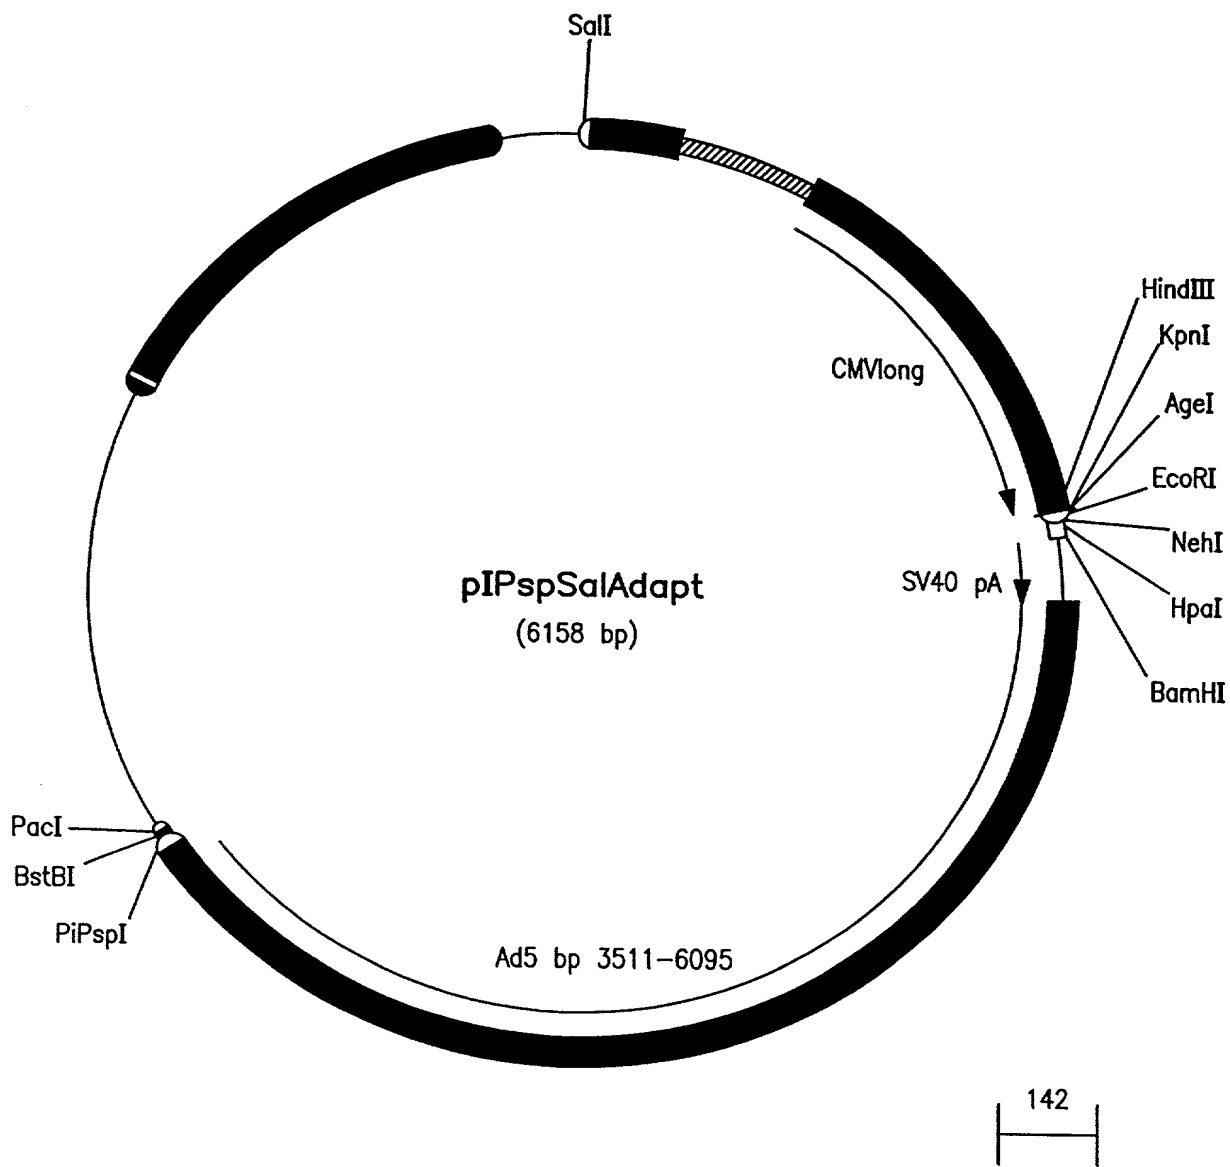 SalI
HindIII
KpnI
AgeI
CMVlong
EcoRI
NehI
SV40 pA
HpaI
pIPspSalAdapt
(6158 bp)
BamHI
PacI
BstBI
PiPspI
Ad5 bp 3511-6095
142